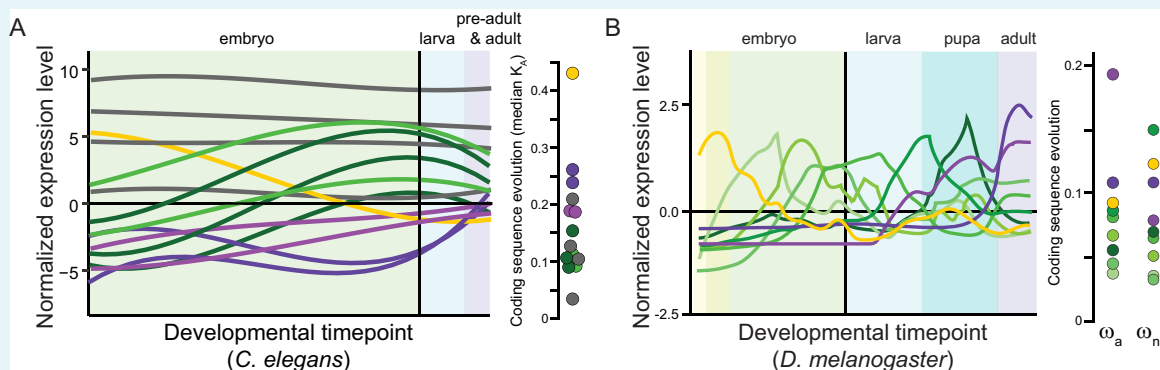 A
embryo
larva
pre-adult
& adult
Normalized expression level
10
5
0
−5
Developmental timepoint
(C. elegans)
Coding sequence evolution (median KA)
0.4
0.3
0.2
0.1
0
B
embryo
larva
pupa
adult
Normalized expression level
2.5
0.0
-2.5
Developmental timepoint
(D. melanogaster)
Coding sequence evolution
0.2
0.1
0
ωa
ωn